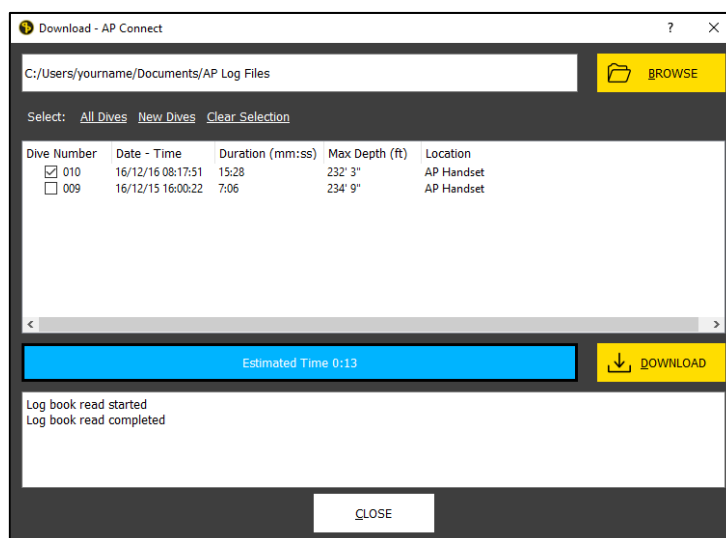 Download - AP Connect
C:/Users/yourname/Documents/AP Log Files
BROWSE
Select: All Dives New Dives Clear Selection
Dive Number Date - Time Duration (mm:ss) Max Depth (ft) Location
010 16/12/16 08:17:51 15:28 232' 3" AP Handset
009 16/12/15 16:00:22 7:06 234' 9" AP Handset
Estimated Time 0:13
DOWNLOAD
Log book read started
Log book read completed
CLOSE